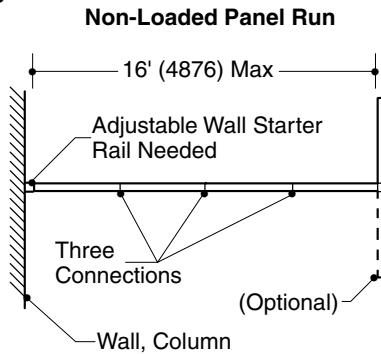 Non-Loaded Panel Run
16' (4876) Max
Adjustable Wall Starter
Rail Needed
Three
Connections
(Optional)
Wall, Column